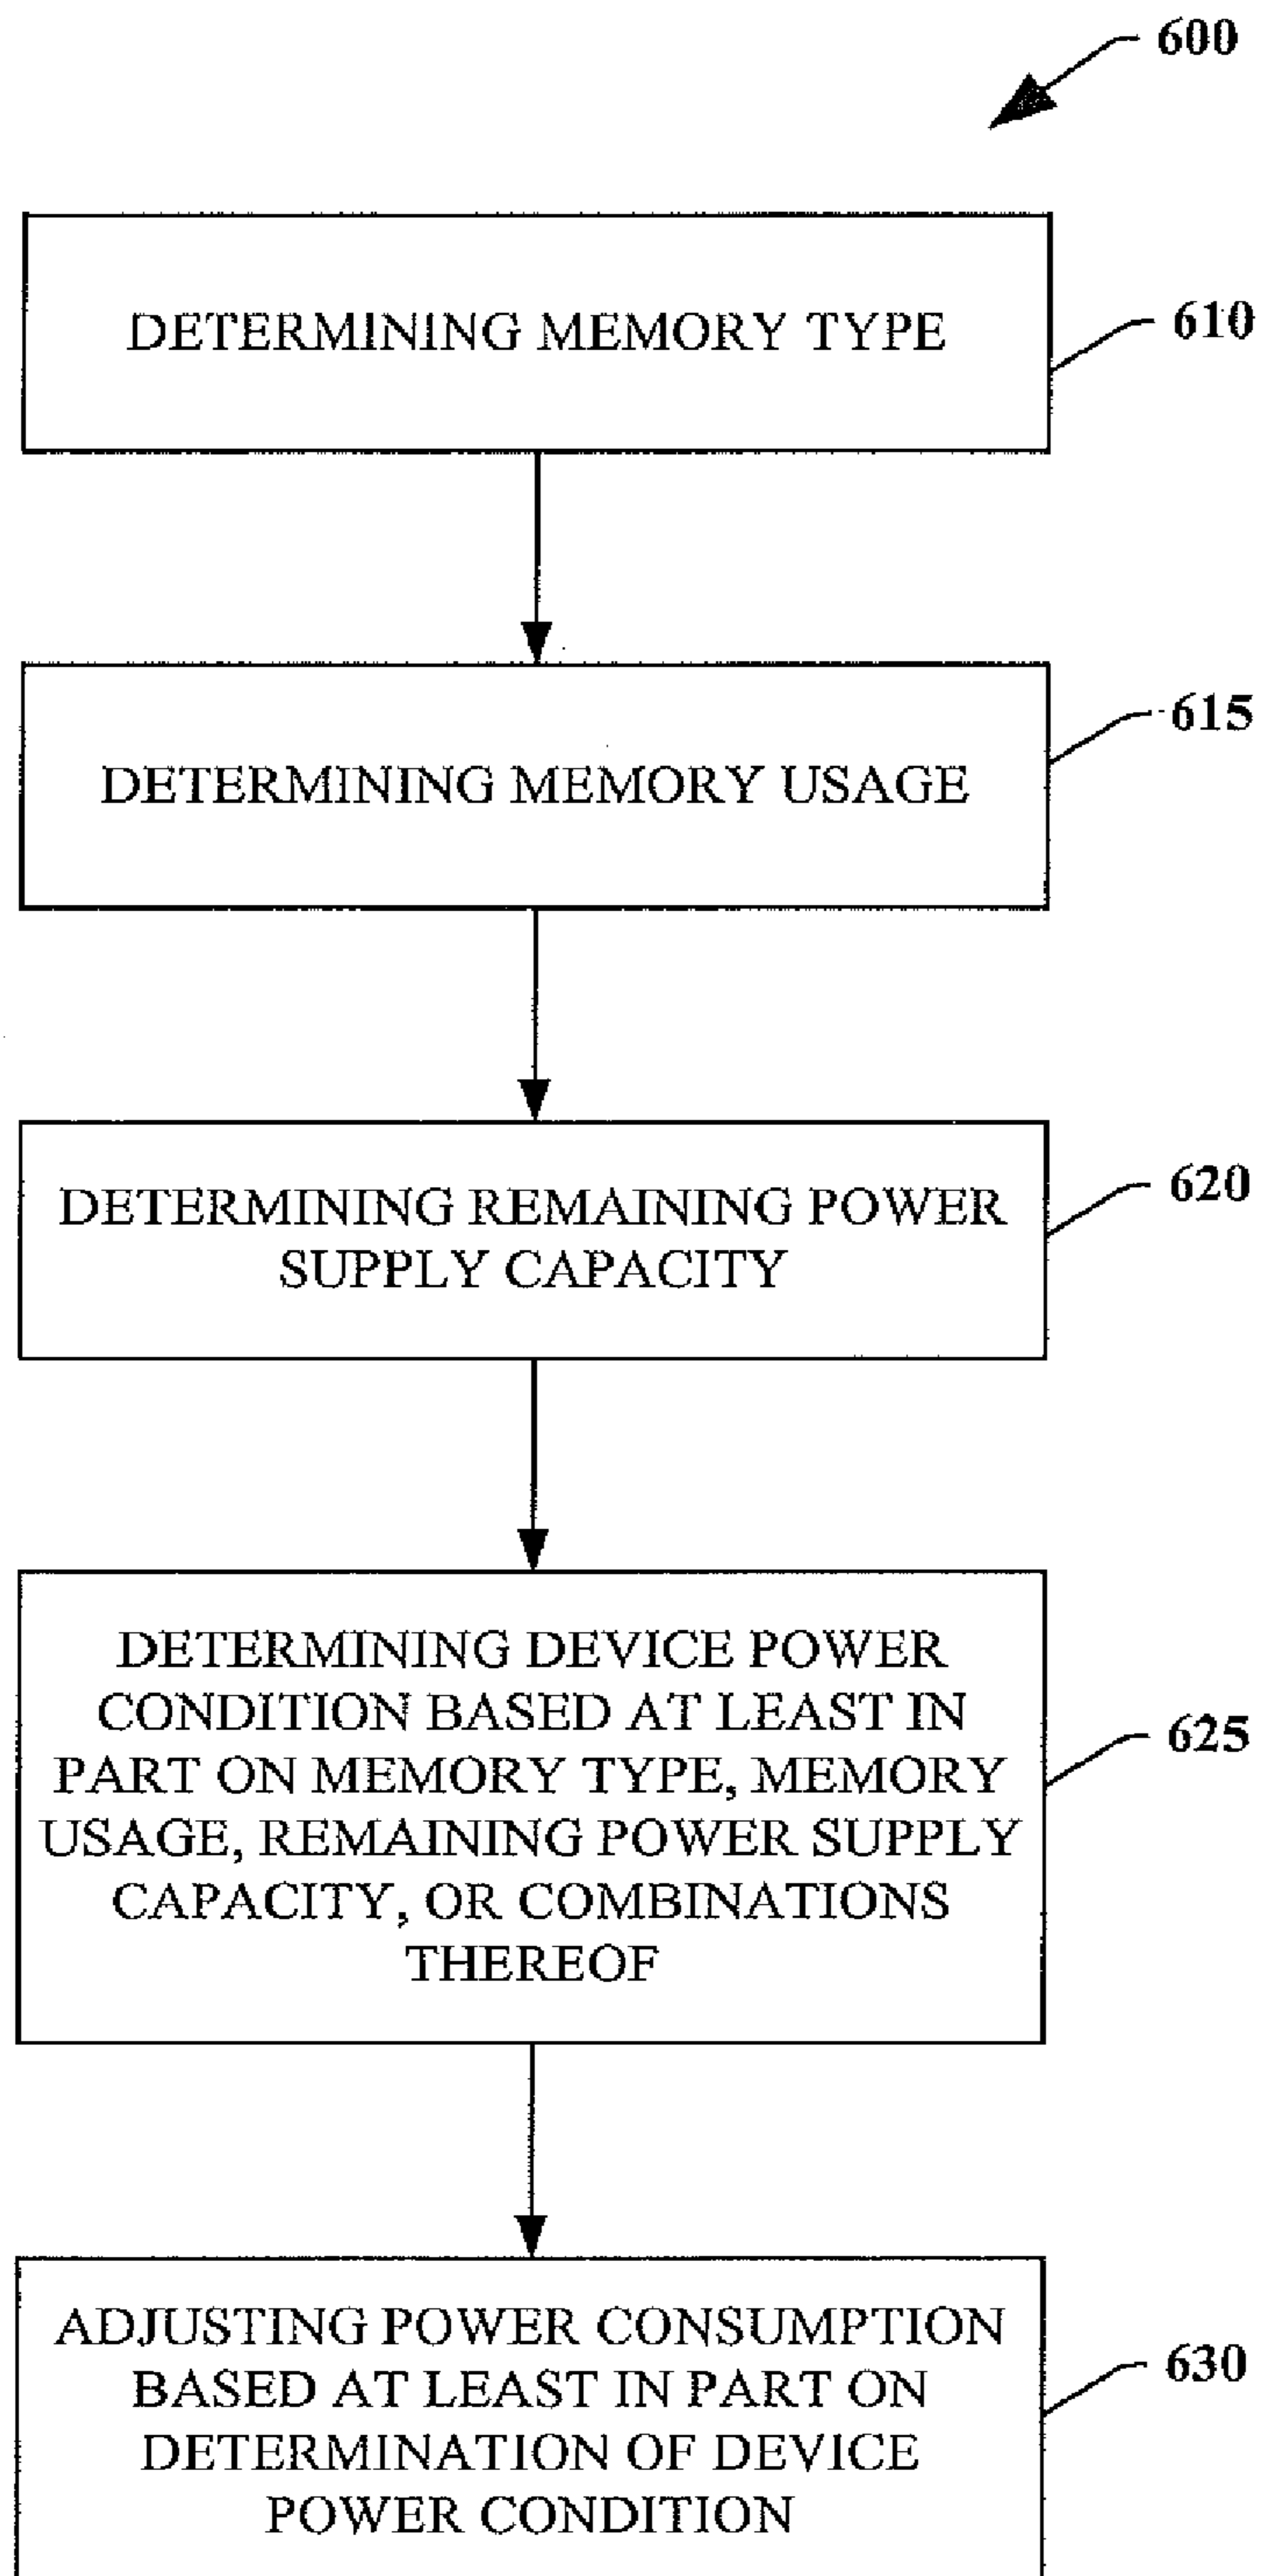 600
DETERMINING MEMORY TYPE
610
DETERMINING MEMORY USAGE
615
DETERMINING REMAINING POWER
SUPPLY CAPACITY
620
DETERMINING DEVICE POWER
CONDITION BASED AT LEAST IN
PART ON MEMORY TYPE, MEMORY
USAGE, REMAINING POWER SUPPLY
CAPACITY, OR COMBINATIONS
THEREOF
625
ADJUSTING POWER CONSUMPTION
BASED AT LEAST IN PART ON
DETERMINATION OF DEVICE
POWER CONDITION
630